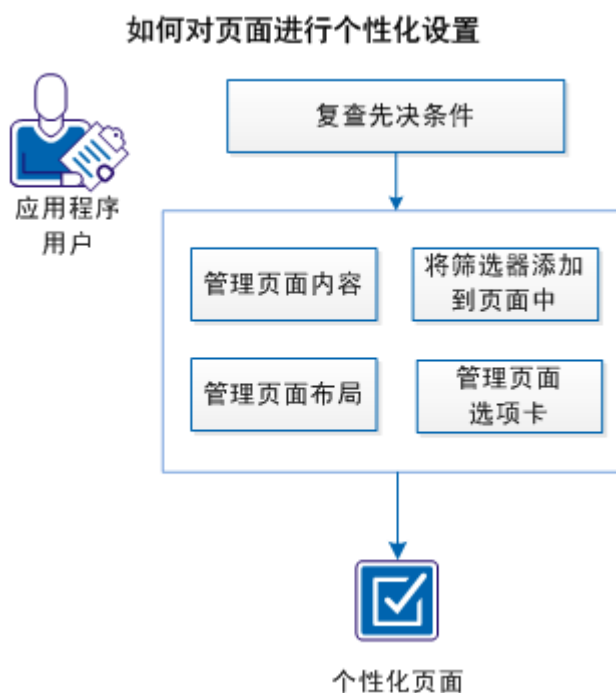 如何对页面进行个性化设置
复查先决条件
应用程序
用户
管理页面内容
将筛选器添加
到页面中
管理页面布局
管理页面
选项卡
个性化页面